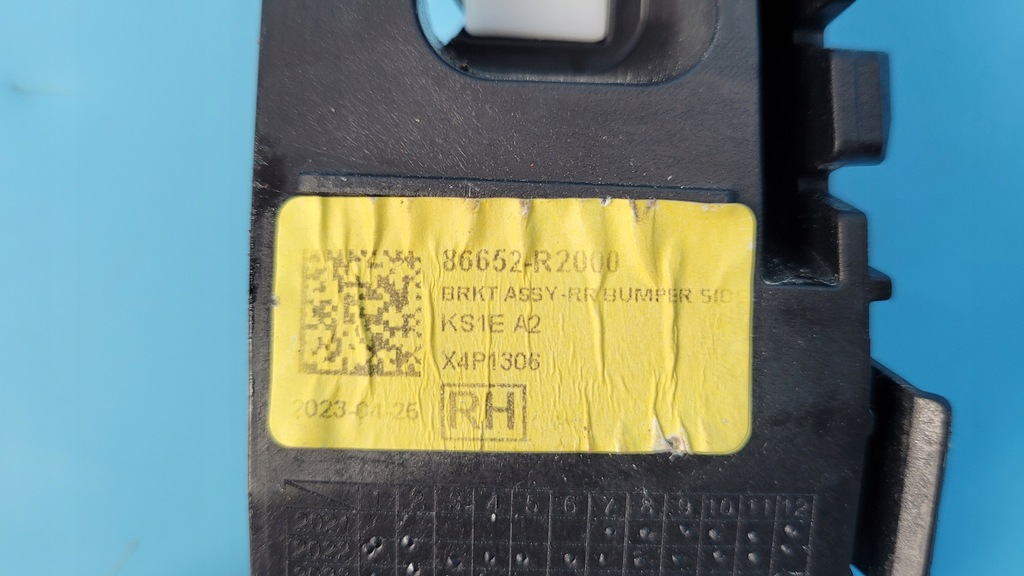 86652-R2000
BRKT ASSY-RR BUMPER SIDE
KS1E A2
X4P1306
2023-04-26
RH
1 2 3 4 5 6 7 8 9 10 11 12
2021
2022